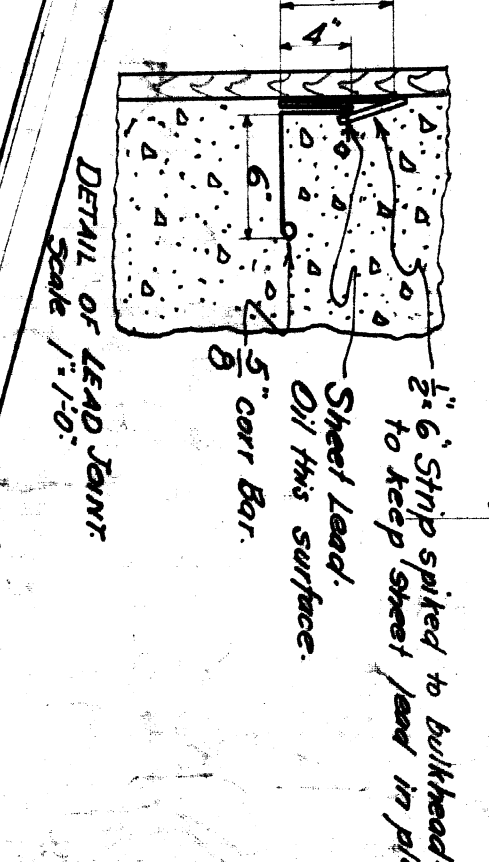 4"
6"
½"x 6" Strip spiked to bulkhead
to keep sheet lead in
Sheet Lead.
Oil this surface.
5/8" corr Bar.
DETAIL OF LEAD JOINT.
Scale 1"=1'-0".